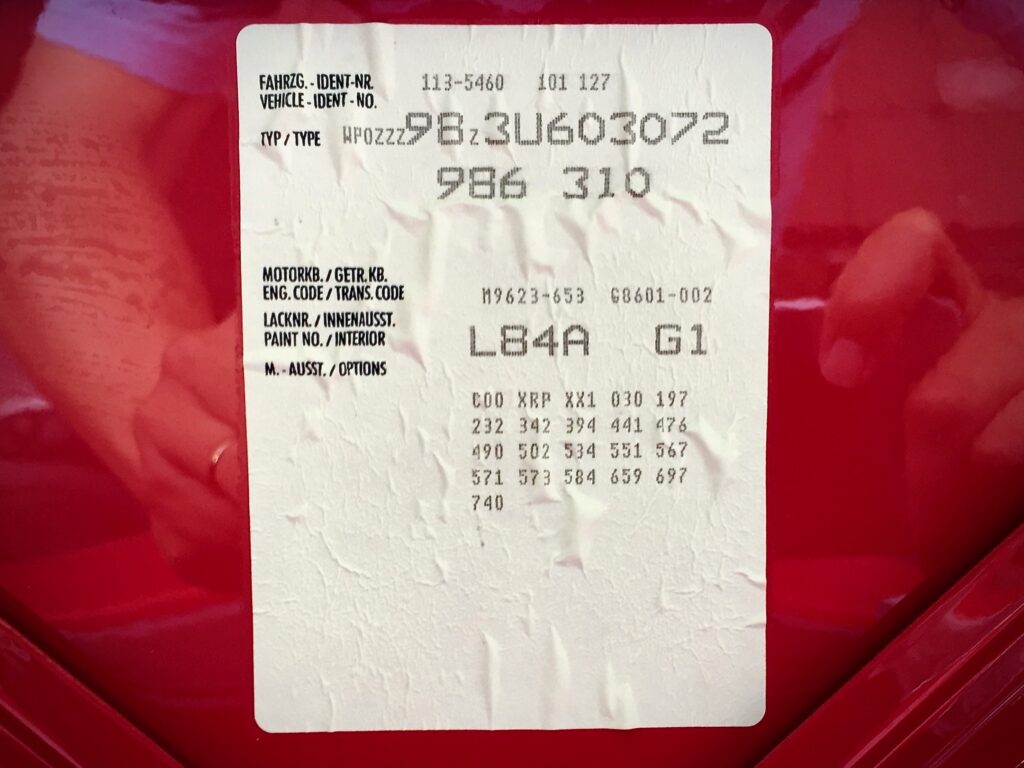 FAHRZG. - IDENT-NR. 113-5460 101 127
VEHICLE - IDENT - NO.
TYP / TYPE WP0ZZZ98Z3U603072
986 310
MOTORKB. / GETR. KB.
ENG. CODE / TRANS. CODE M9623-653 G8601-002
LACKNR. / INNENAUSST.
PAINT NO. / INTERIOR L84A G1
M. - AUSST. / OPTIONS
C00 XRP XX1 030 197
232 342 394 441 476
490 502 534 551 567
571 573 584 659 697
740